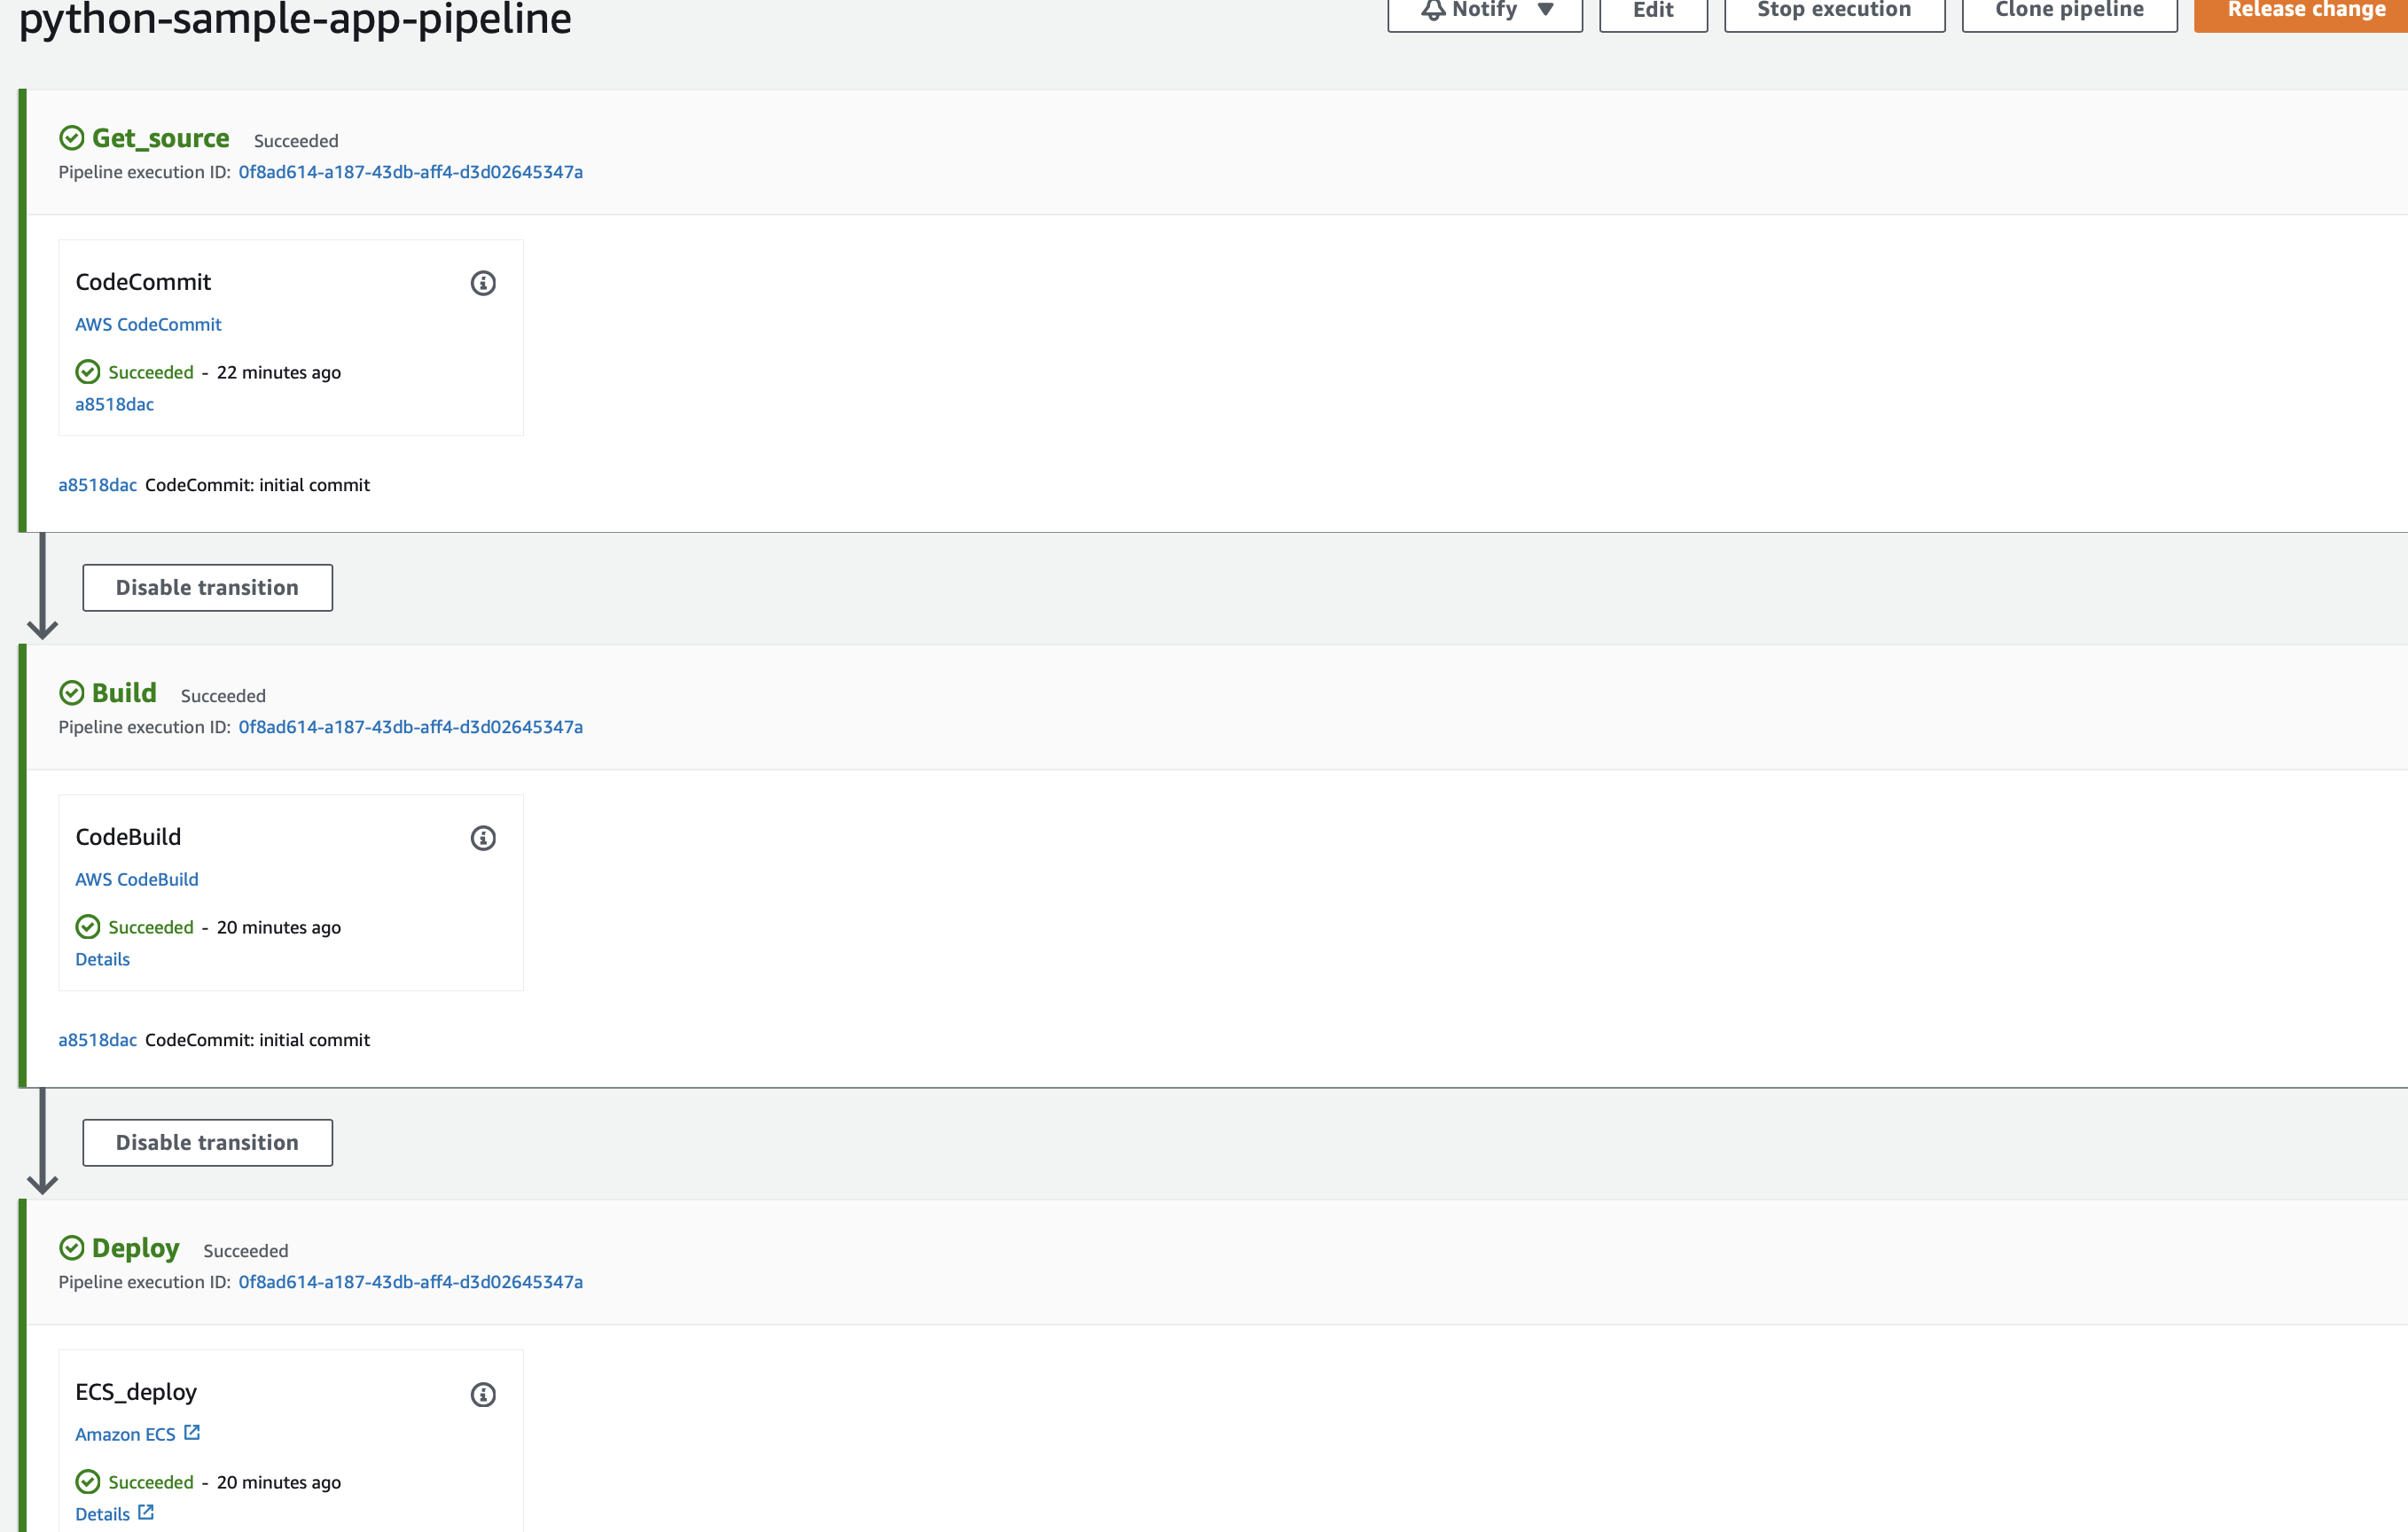 python-sample-app-pipeline
Notify
Edit
Stop execution
Clone pipeline
Release change
Get_source Succeeded
Pipeline execution ID: 0f8ad614-a187-43db-aff4-d3d02645347a
CodeCommit
AWS CodeCommit
Succeeded - 22 minutes ago
a8518dac
a8518dac CodeCommit: initial commit
Disable transition
Build Succeeded
Pipeline execution ID: 0f8ad614-a187-43db-aff4-d3d02645347a
CodeBuild
AWS CodeBuild
Succeeded - 20 minutes ago
Details
a8518dac CodeCommit: initial commit
Disable transition
Deploy Succeeded
Pipeline execution ID: 0f8ad614-a187-43db-aff4-d3d02645347a
ECS_deploy
Amazon ECS
Succeeded - 20 minutes ago
Details